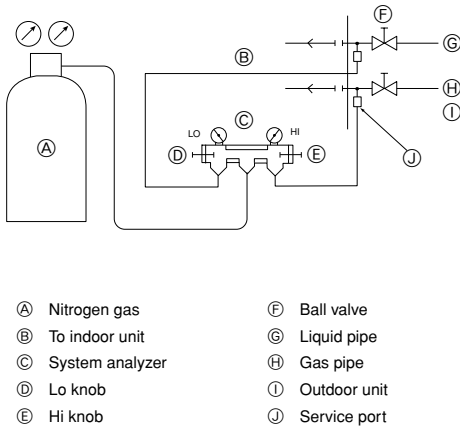 Ⓕ
Ⓖ
Ⓑ
Ⓗ
Ⓒ
Ⓘ
LO
HI
Ⓐ
Ⓓ
Ⓔ
Ⓙ
Ⓐ Nitrogen gas
Ⓑ To indoor unit
Ⓒ System analyzer
Ⓓ Lo knob
Ⓔ Hi knob
Ⓕ Ball valve
Ⓖ Liquid pipe
Ⓗ Gas pipe
Ⓘ Outdoor unit
Ⓙ Service port